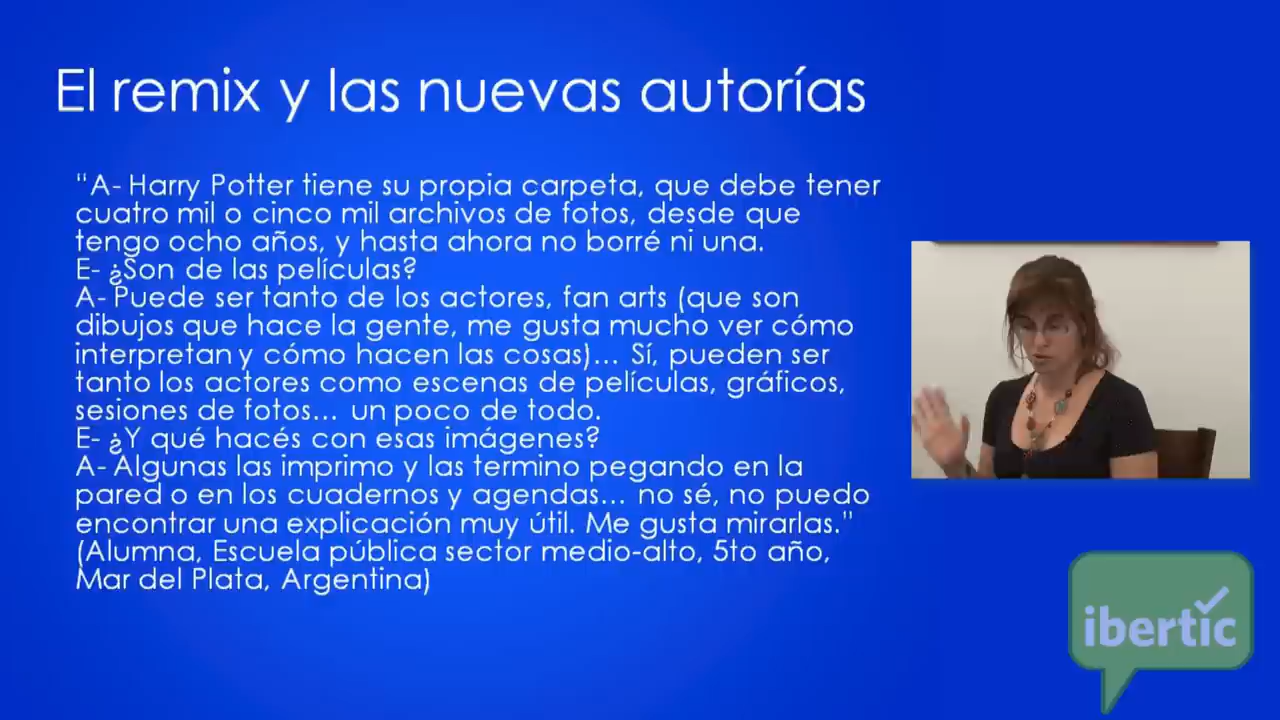 El remix y las nuevas autorías
"A- Harry Potter tiene su propia carpeta, que debe tener
cuatro mil o cinco mil archivos de fotos, desde que
tengo ocho años, y hasta ahora no borré ni una.
E- ¿Son de las películas?
A- Puede ser tanto de los actores, fan arts (que son
dibujos que hace la gente, me gusta mucho ver cómo
interpretan y cómo hacen las cosas)... Sí, pueden ser
tanto los actores como escenas de películas, gráficos,
sesiones de fotos... un poco de todo.
E- ¿Y qué hacés con esas imágenes?
A- Algunas las imprimo y las termino pegando en la
pared o en los cuadernos y agendas... no sé, no puedo
encontrar una explicación muy útil. Me gusta mirarlas."
(Alumna, Escuela pública sector medio-alto, 5to año,
Mar del Plata, Argentina)
ibertic